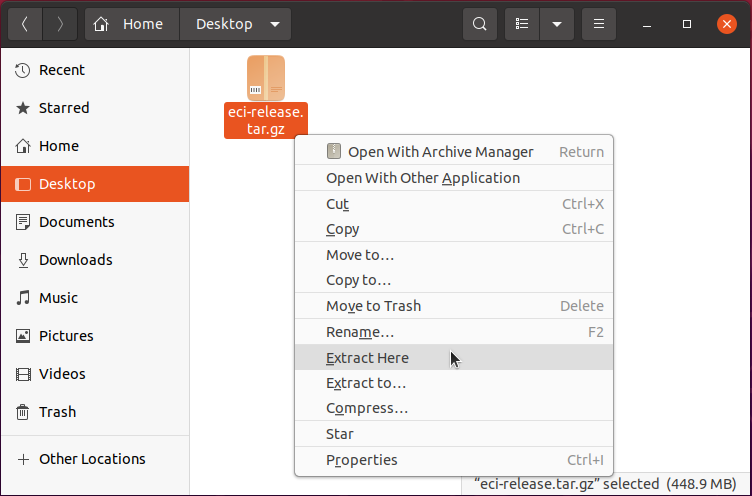 Home
Desktop
Recent
Starred
Home
Desktop
Documents
Downloads
Music
Pictures
Videos
Trash
Other Locations
eci-release.
tar.gz
Open With Archive Manager Return
Open With Other Application
Cut Ctrl+X
Copy Ctrl+C
Move to…
Copy to…
Move to Trash Delete
Rename… F2
Extract Here
Extract to…
Compress…
Star
Properties Ctrl+I
“eci-release.tar.gz” selected (448.9 MB)